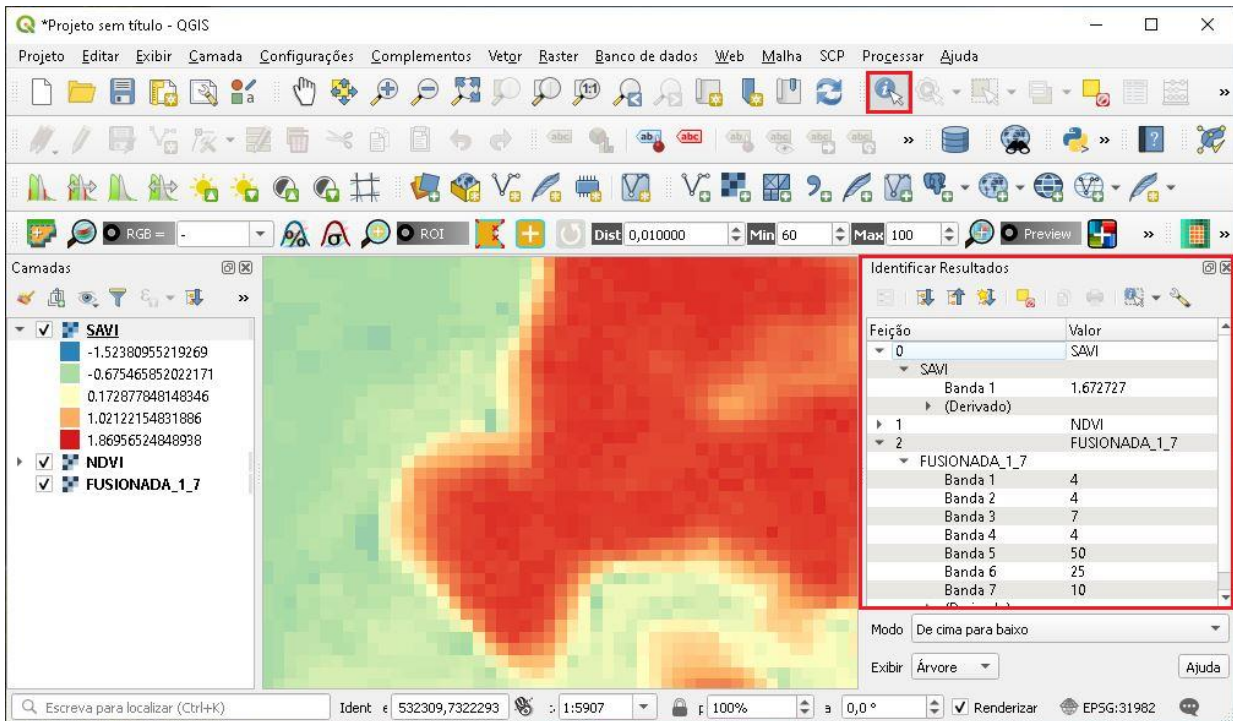 *Projeto sem título - QGIS
Projeto Editar Exibir Camada Configurações Complementos Vetor Raster Banco de dados Web Malha SCP Processar Ajuda
RGB = - ROI Dist 0,010000 Min 60 Max 100 Preview
Camadas
SAVI
-1.52380955219269
-0.675465852022171
0.172877848148346
1.02122154831886
1.86956524848938
NDVI
FUSIONADA_1_7
Identificar Resultados
Feição Valor
0 SAVI
SAVI
Banda 1 1.672727
(Derivado)
1 NDVI
2 FUSIONADA_1_7
FUSIONADA_1_7
Banda 1 4
Banda 2 4
Banda 3 7
Banda 4 4
Banda 5 50
Banda 6 25
Banda 7 10
Modo De cima para baixo
Exibir Árvore Ajuda
Escreva para localizar (Ctrl+K) Ident 532309,7322293 1:5907 100% 0,0 ° Renderizar EPSG:31982